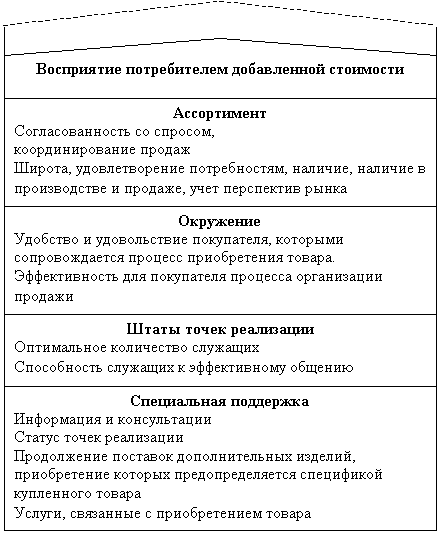 Восприятие потребителем добавленной стоимости
Ассортимент
Согласованность со спросом,
координирование продаж
Широта, удовлетворение потребностям, наличие, наличие в
производстве и продаже, учет перспектив рынка
Окружение
Удобство и удовольствие покупателя, которыми
сопровождается процесс приобретения товара.
Эффективность для покупателя процесса организации
продажи
Штаты точек реализации
Оптимальное количество служащих
Способность служащих к эффективному общению
Специальная поддержка
Информация и консультации
Статус точек реализации
Продолжение поставок дополнительных изделий,
приобретение которых предопределяется спецификой
купленного товара
Услуги, связанные с приобретением товара